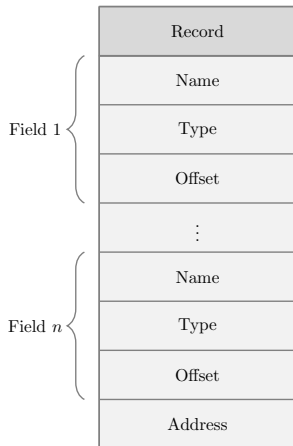 Record
Field 1
Name
Type
Offset
⋮
Field n
Name
Type
Offset
Address